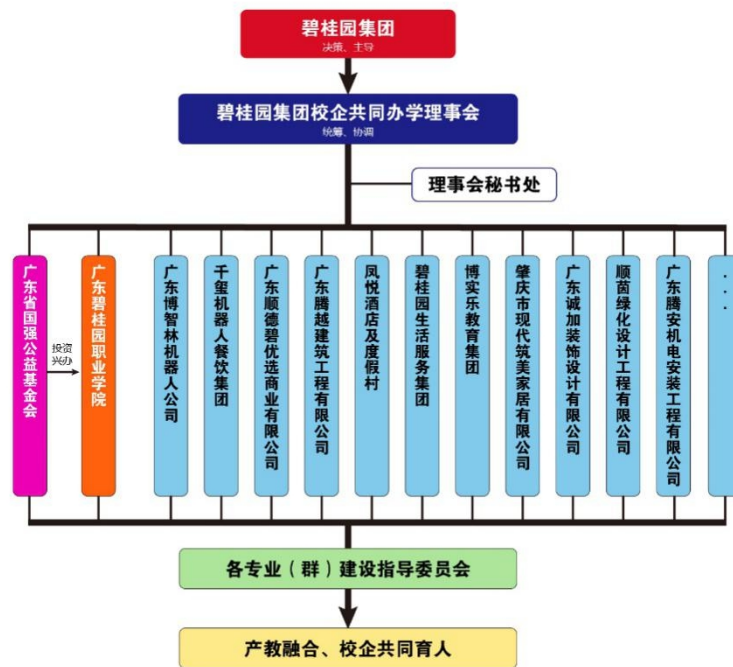 碧桂园集团
决策、主导
碧桂园集团校企共同办学理事会
统筹、协调
理事会秘书处
广东省国强公益基金会
投资
兴办
广东碧桂园职业学院
广东博智林机器人公司
千玺机器人餐饮集团
广东顺德碧优选商业有限公司
广东腾越建筑工程有限公司
凤悦酒店及度假村
碧桂园生活服务集团
博实乐教育集团
肇庆市现代筑美家居有限公司
广东诚加装饰设计有限公司
顺茵绿化设计工程有限公司
广东腾安机电安装工程有限公司
...
各专业（群）建设指导委员会
产教融合、校企共同育人